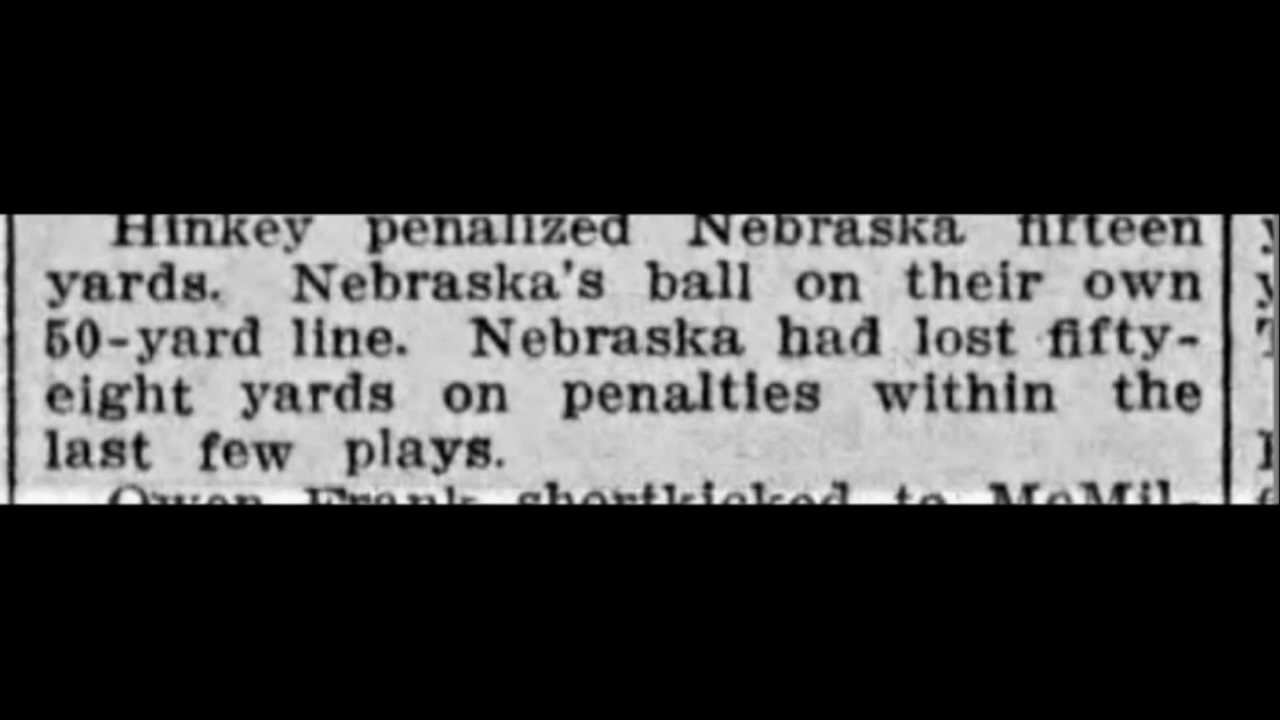 Hinkey penalized Nebraska fifteen
yards. Nebraska's ball on their own
50-yard line. Nebraska had lost fifty-
eight yards on penalties within the
last few plays.
Owen Frank shortkicked to McMil-